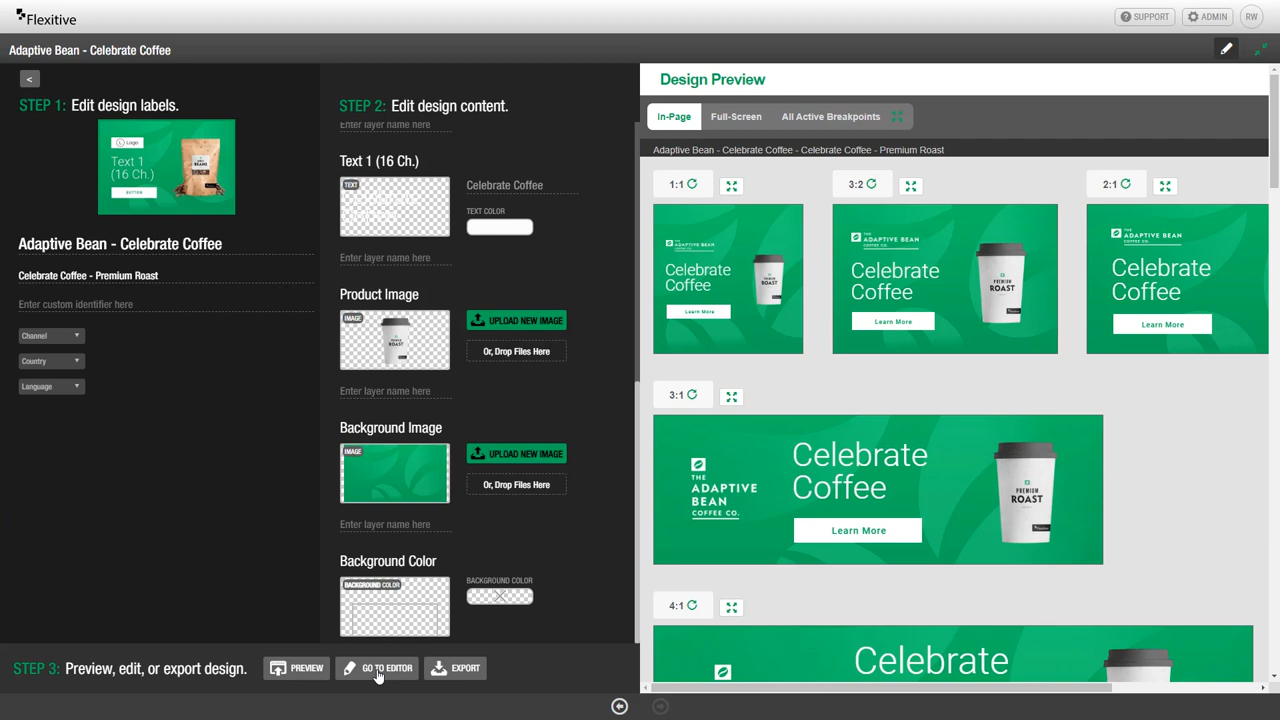 Flexitive
SUPPORT
ADMIN
RW
Adaptive Bean - Celebrate Coffee
<
STEP 1: Edit design labels.
Logo
Text 1
(16 Ch.)
BUTTON
Adaptive Bean - Celebrate Coffee
Celebrate Coffee - Premium Roast
Enter custom identifier here
Channel
Country
Language
STEP 2: Edit design content.
Enter layer name here
Text 1 (16 Ch.)
TEXT
Celebrate Coffee
TEXT COLOR
Enter layer name here
Product Image
IMAGE
UPLOAD NEW IMAGE
Or, Drop Files Here
Enter layer name here
Background Image
IMAGE
UPLOAD NEW IMAGE
Or, Drop Files Here
Enter layer name here
Background Color
BACKGROUND COLOR
BACKGROUND COLOR
STEP 3: Preview, edit, or export design.
PREVIEW
GO TO EDITOR
EXPORT
Design Preview
In-Page
Full-Screen
All Active Breakpoints
Adaptive Bean - Celebrate Coffee - Celebrate Coffee - Premium Roast
1:1
3:2
2:1
THE
ADAPTIVE BEAN
COFFEE CO.
Celebrate
Coffee
Learn More
PREMIUM
ROAST
THE
ADAPTIVE BEAN
COFFEE CO.
Celebrate
Coffee
Learn More
PREMIUM
ROAST
THE
ADAPTIVE BEAN
COFFEE CO.
Celebrate
Coffee
Learn More
3:1
THE
ADAPTIVE
BEAN
COFFEE CO.
Celebrate
Coffee
Learn More
PREMIUM
ROAST
4:1
Celebrate